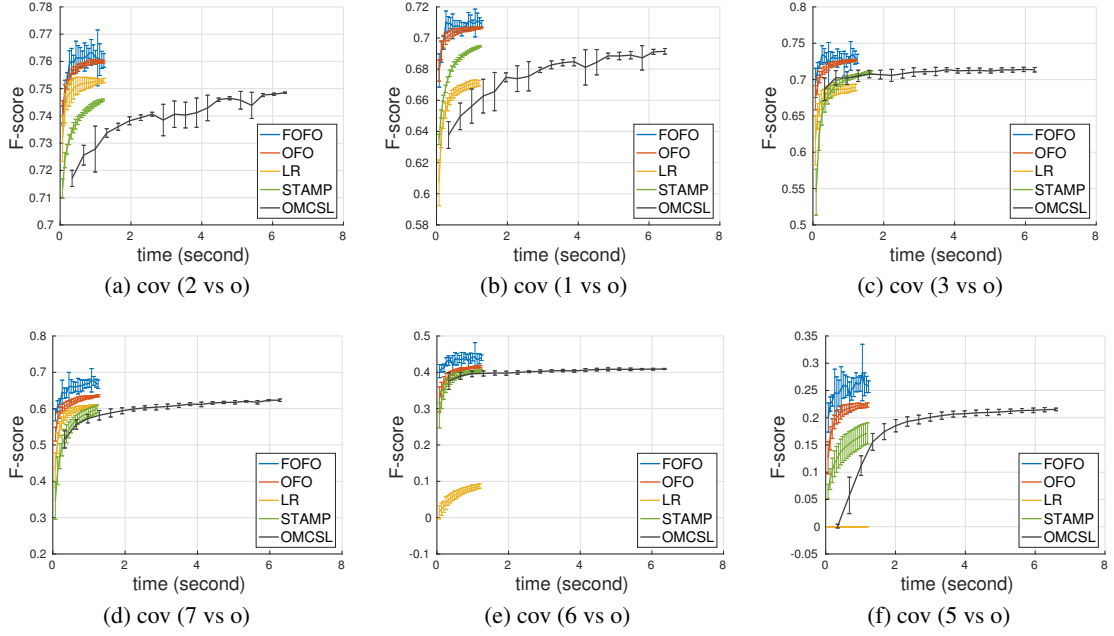 0.78
0.77
0.76
0.75
0.74
0.73
0.72
0.71
0.7
F-score
0 2 4 6 8
time (second)
FOFO
OFO
LR
STAMP
OMCSL
(a) cov (2 vs o)
0.72
0.7
0.68
0.66
0.64
0.62
0.6
0.58
F-score
0 2 4 6 8
time (second)
FOFO
OFO
LR
STAMP
OMCSL
(b) cov (1 vs o)
0.8
0.75
0.7
0.65
0.6
0.55
0.5
F-score
0 2 4 6 8
time (second)
FOFO
OFO
LR
STAMP
OMCSL
(c) cov (3 vs o)
0.8
0.7
0.6
0.5
0.4
0.3
0.2
F-score
0 2 4 6 8
time (second)
FOFO
OFO
LR
STAMP
OMCSL
(d) cov (7 vs o)
0.5
0.4
0.3
0.2
0.1
0
-0.1
F-score
0 2 4 6 8
time (second)
FOFO
OFO
LR
STAMP
OMCSL
(e) cov (6 vs o)
0.35
0.3
0.25
0.2
0.15
0.1
0.05
0
-0.05
F-score
0 2 4 6 8
time (second)
FOFO
OFO
LR
STAMP
OMCSL
(f) cov (5 vs o)